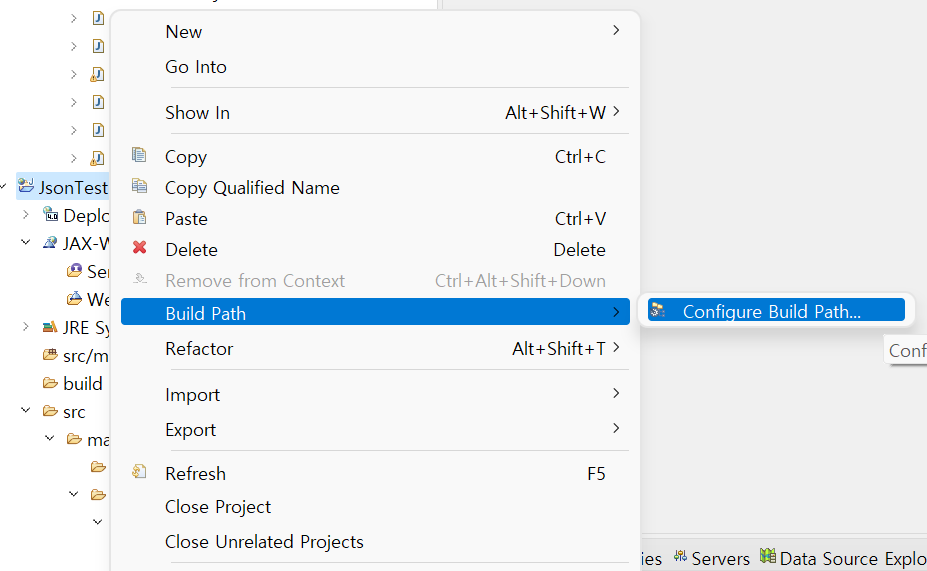 New
Go Into
Show In Alt+Shift+W
Copy Ctrl+C
Copy Qualified Name
Paste Ctrl+V
Delete Delete
Remove from Context Ctrl+Alt+Shift+Down
Build Path
Configure Build Path...
Refactor Alt+Shift+T
Import
Export
Refresh F5
Close Project
Close Unrelated Projects
JsonTest
Deplo
JAX-W
Ser
We
JRE Sy
src/m
build
src
ma
Conf
ies
Servers
Data Source Explo